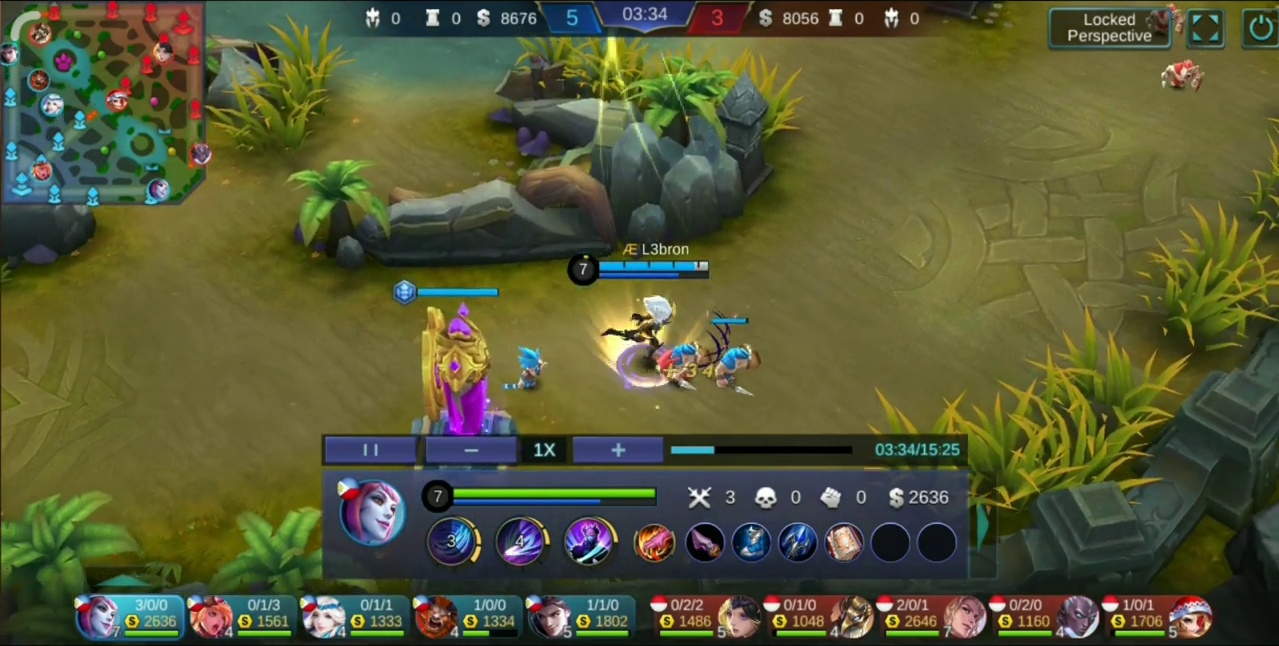 0 0 $ 8676 5 03:34 3 $ 8056 0 0
Locked
Perspective
Æ L3bron
7
1X
03:34/15:25
7 3 0 0 $ 2636
3 4
3/0/0 0/1/3 0/1/1 1/0/0 1/1/0 0/2/2 0/1/0 2/0/1 0/2/0 1/0/1
7 S 2636 4 S 1561 4 S 1333 4 S 1334 5 S 1802 S 1486 5 S 1048 4 S 2646 7 S 1160 4 S 1706 5